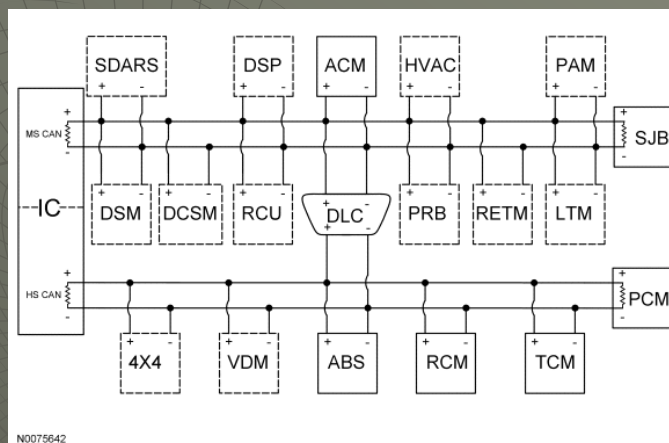 SDARS DSP ACM HVAC PAM
+ - + - + - + - + -
+ MS CAN - + - SJB
IC
+ - + - + - + - + - + - + -
DSM DCSM RCU DLC PRB RETM LTM
+ -
+ HS CAN - + - PCM
+ - + - + - + - + -
4X4 VDM ABS RCM TCM
N0075642